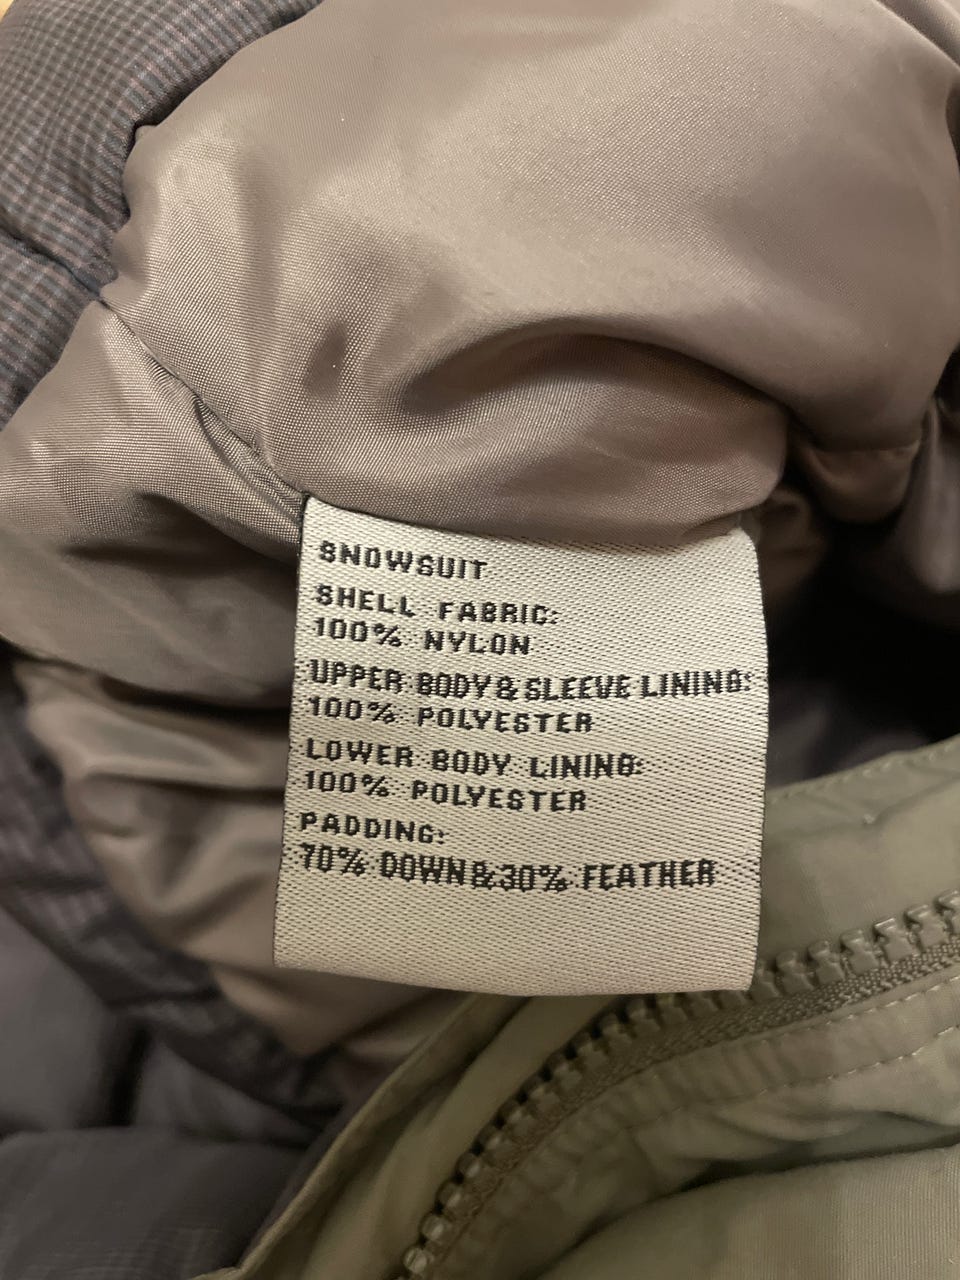 SNOWSUIT
SHELL FABRIC:
100% NYLON
UPPER BODY&SLEEVE LINING:
100% POLYESTER
LOWER BODY LINING:
100% POLYESTER
PADDING:
70% DOWN&30% FEATHER